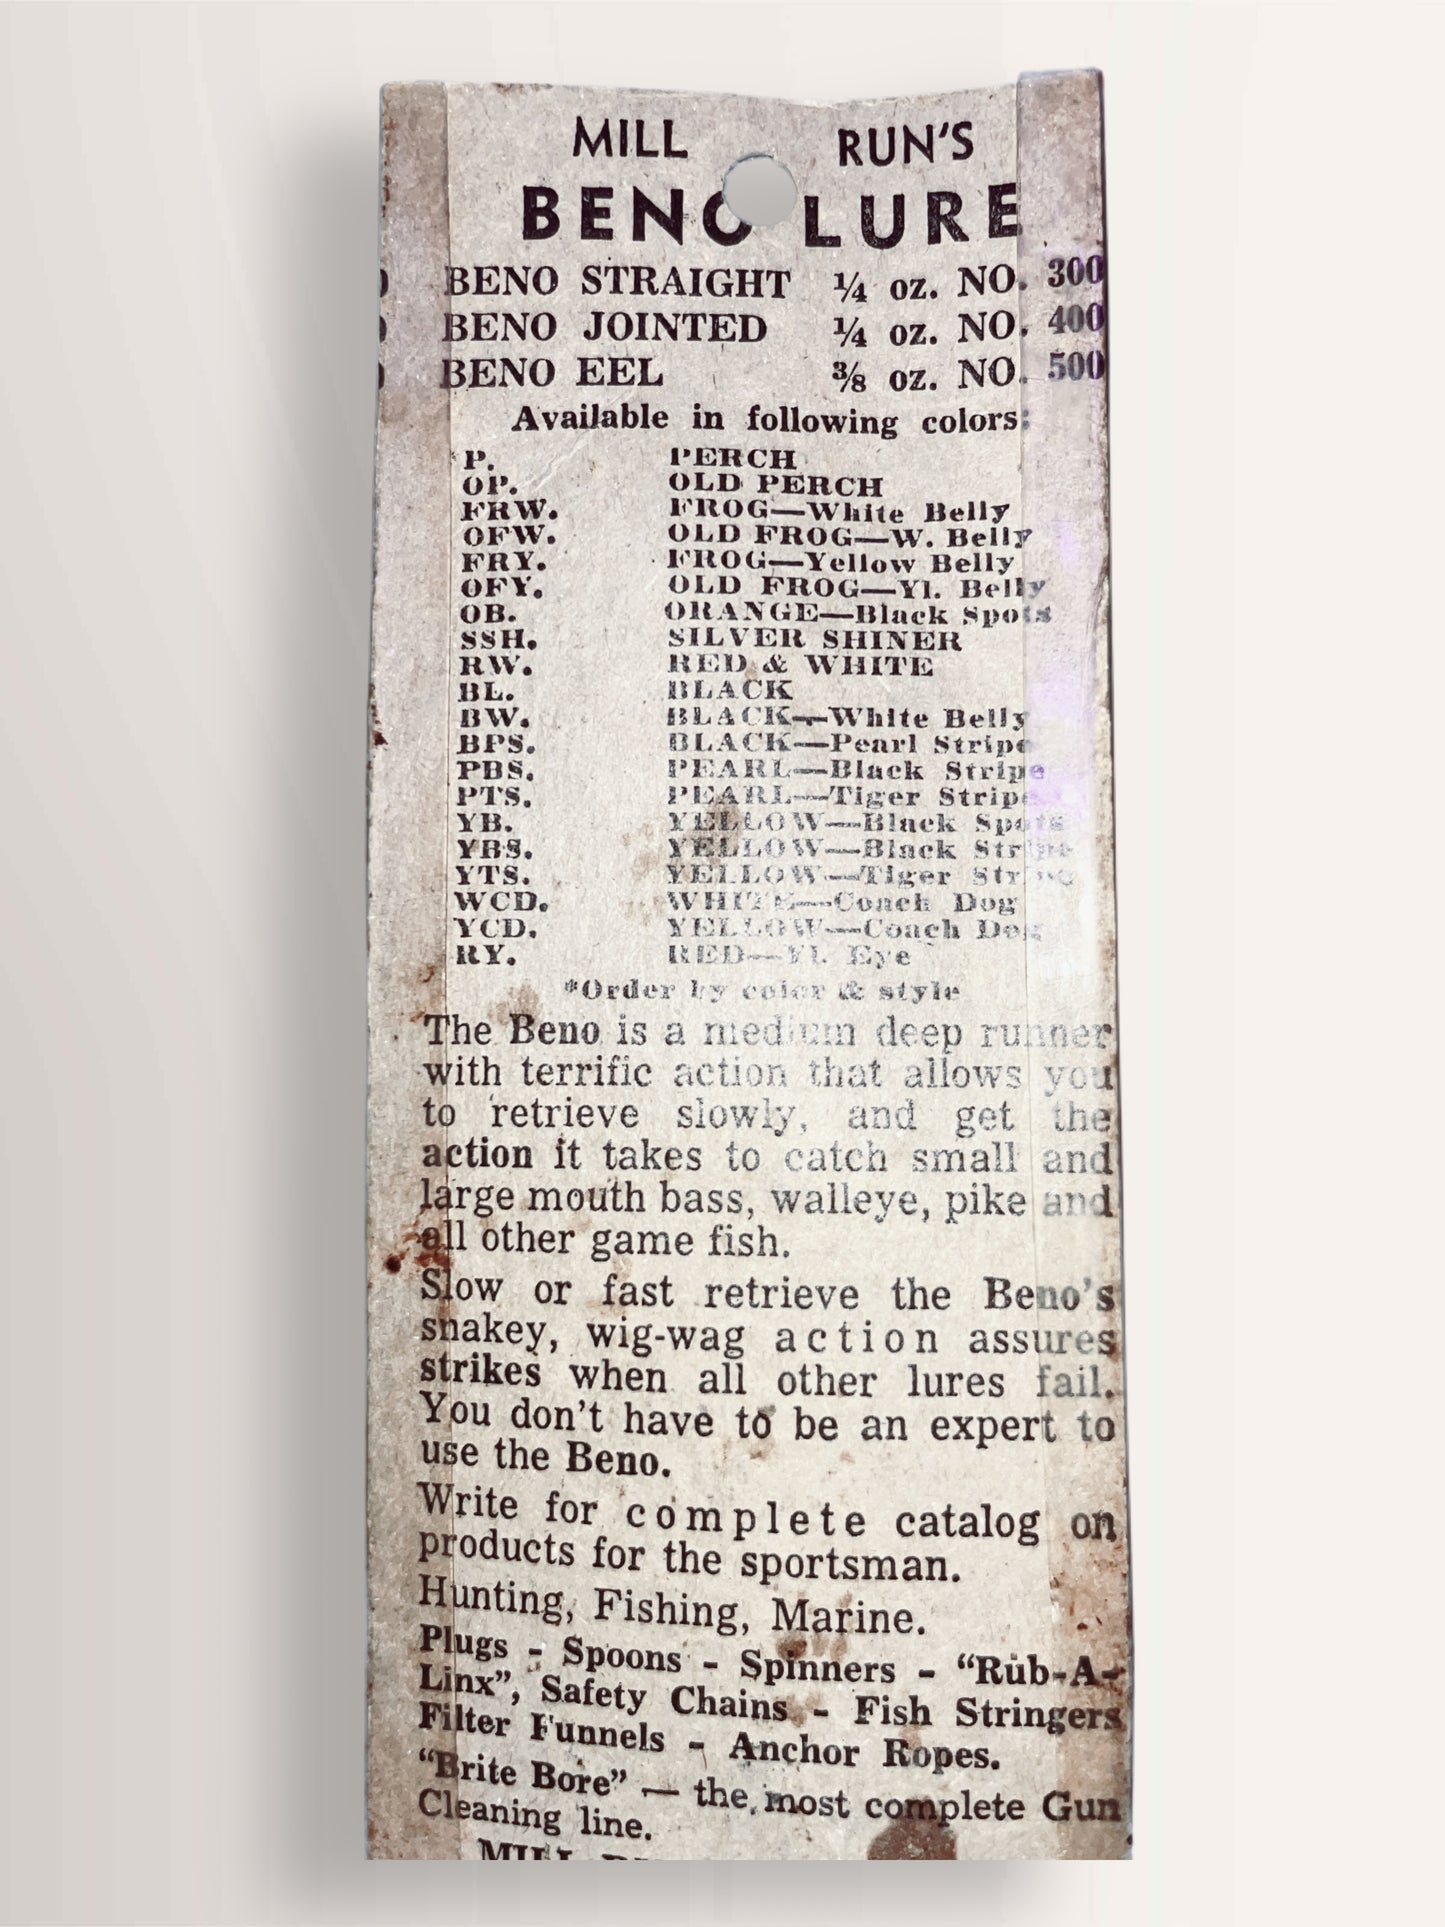 MILL RUN'S
BENO LURE
BENO STRAIGHT ¼ oz. NO. 300
BENO JOINTED ¼ oz. NO. 400
BENO EEL ⅜ oz. NO. 500
Available in following colors:
P. PERCH
OP. OLD PERCH
FRW. FROG—White Belly
OFW. OLD FROG—W. Belly
FRY. FROG—Yellow Belly
OFY. OLD FROG—Yl. Belly
OB. ORANGE—Black Spots
SSH. SILVER SHINER
RW. RED & WHITE
BL. BLACK
BW. BLACK—White Belly
BPS. BLACK—Pearl Stripe
PBS. PEARL—Black Stripe
PTS. PEARL—Tiger Stripe
YB. YELLOW—Black Spots
YBS. YELLOW—Black Stripe
YTS. YELLOW—Tiger Stripe
WCD. WHITE—Coach Dog
YCD. YELLOW—Coach Dog
RY. RED—Yl. Eye
*Order by color & style
The Beno is a medium deep runner
with terrific action that allows you
to retrieve slowly, and get the
action it takes to catch small and
large mouth bass, walleye, pike and
all other game fish.
Slow or fast retrieve the Beno's
snakey, wig-wag action assures
strikes when all other lures fail.
You don't have to be an expert to
use the Beno.
Write for complete catalog on
products for the sportsman.
Hunting, Fishing, Marine.
Plugs - Spoons - Spinners - "Rub-A-
Linx", Safety Chains - Fish Stringers
Filter Funnels - Anchor Ropes.
"Brite Bore" — the most complete Gun
Cleaning line.
MILL